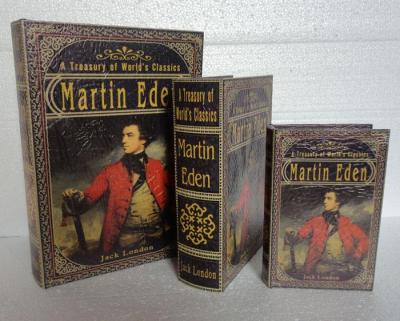 A Treasury of World's Classics
Martin Eden
Jack London
A Treasury of
World's Classics
Martin
Eden
Jack London
A Treasury of World's Classics
Martin Eden
Jack London